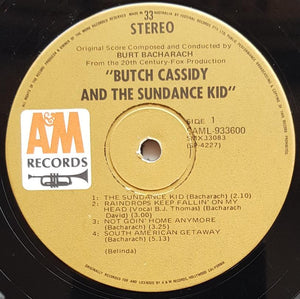 33
STEREO
Original Score Composed and Conducted by
BURT BACHARACH
From the 20th Century-Fox Production
"BUTCH CASSIDY
AND THE SUNDANCE KID"
A&M
RECORDS
SIDE 1
SAML-933600
SMX33083
(SP-4227)
1: THE SUNDANCE KID (Bacharach) (2.10)
2: RAINDROPS KEEP FALLIN' ON MY
HEAD (Vocal B.J. Thomas) (Bacharach
David) (3.00)
3: NOT GOIN' HOME ANYMORE
(Bacharach) (3.25)
4: SOUTH AMERICAN GETAWAY
(Bacharach) (5.13)
(Belinda)